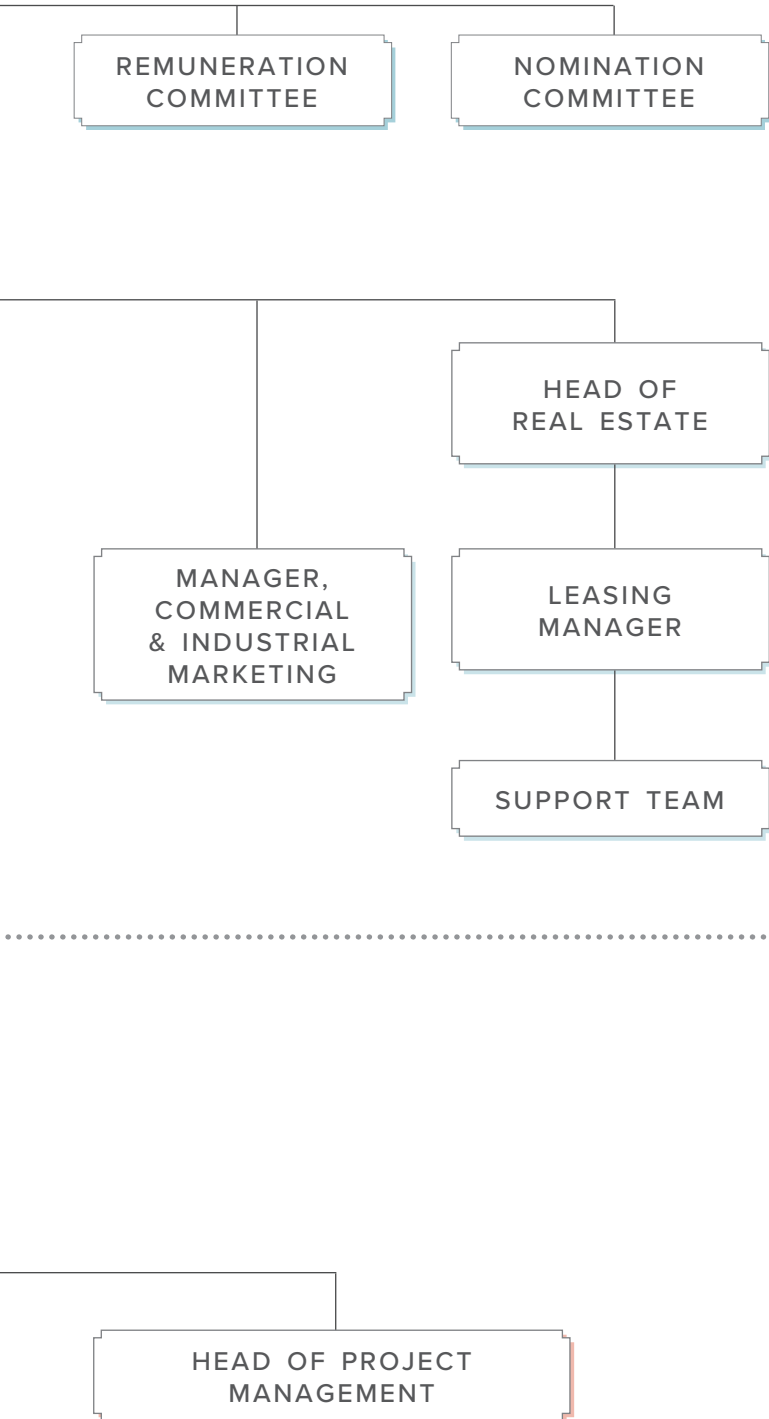 REMUNERATION
COMMITTEE
NOMINATION
COMMITTEE
HEAD OF
REAL ESTATE
MANAGER,
COMMERCIAL
& INDUSTRIAL
MARKETING
LEASING
MANAGER
SUPPORT TEAM
HEAD OF PROJECT
MANAGEMENT